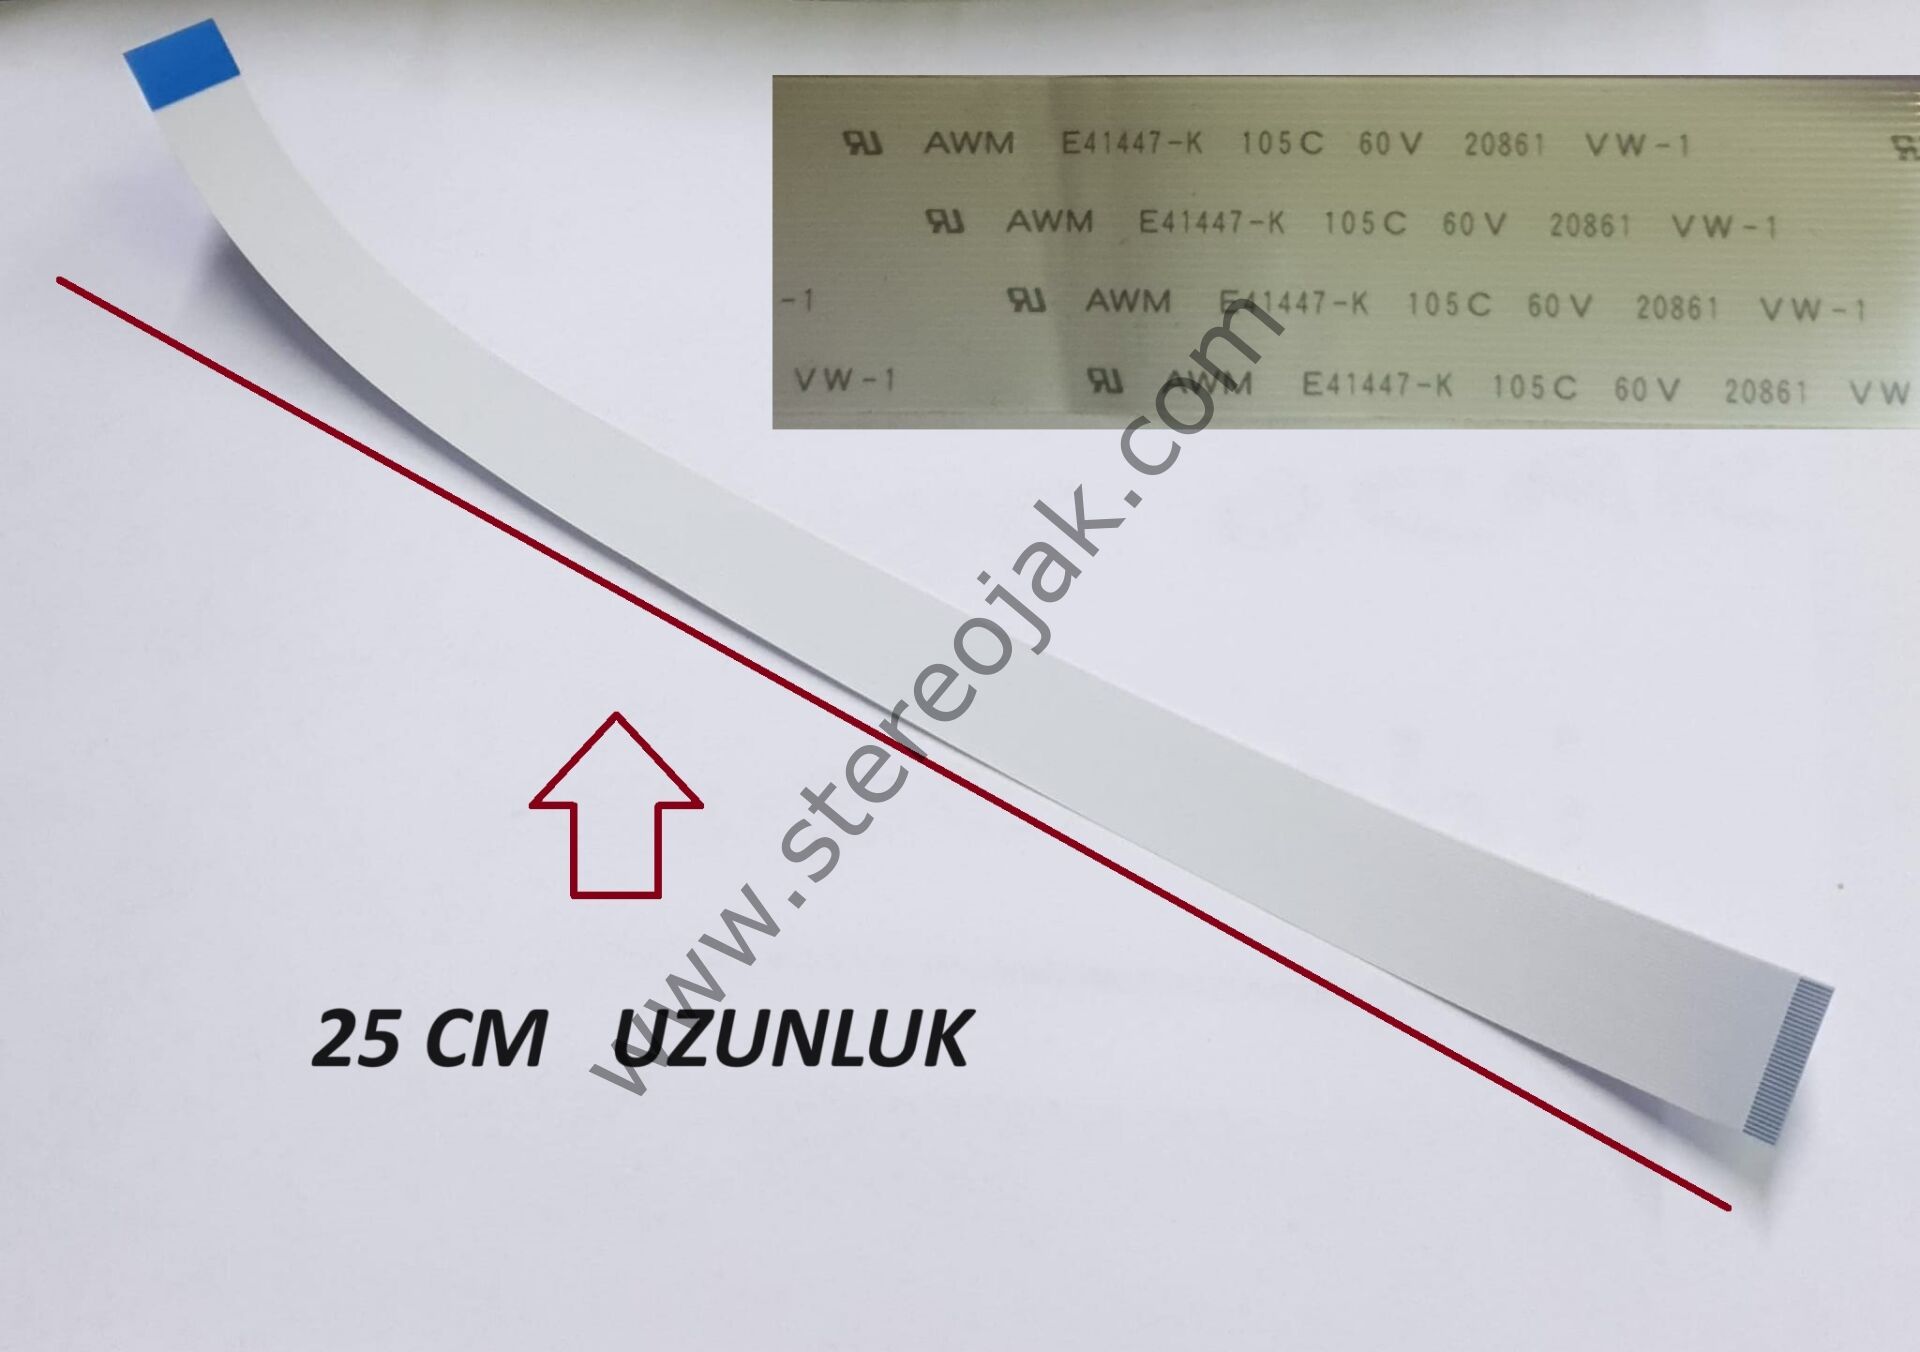 AWM E41447-K 105C 60V 20861 VW-1
AWM E41447-K 105C 60V 20861 VW-1
-1 AWM E41447-K 105C 60V 20861 VW-1
VW-1 AWM E41447-K 105C 60V 20861 VW
www.stereojak.com
25 CM UZUNLUK